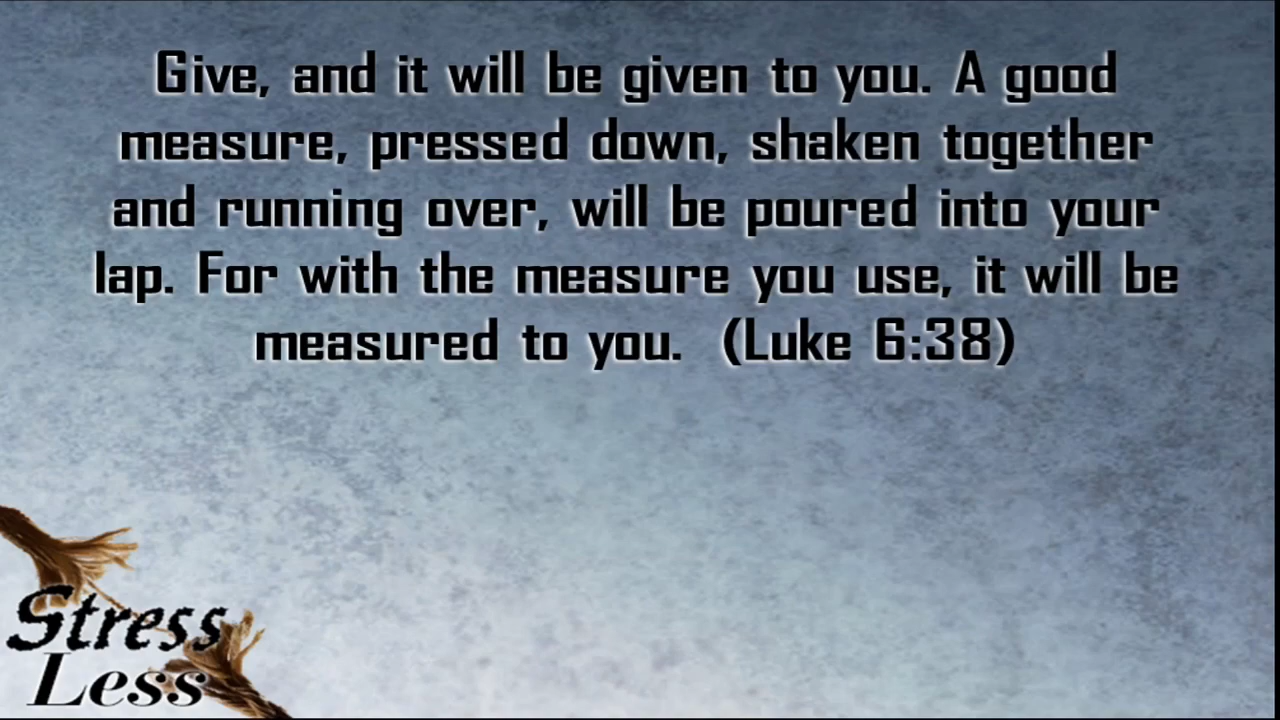 Give, and it will be given to you. A good
measure, pressed down, shaken together
and running over, will be poured into your
lap. For with the measure you use, it will be
measured to you.  (Luke 6:38)
Stress
Less